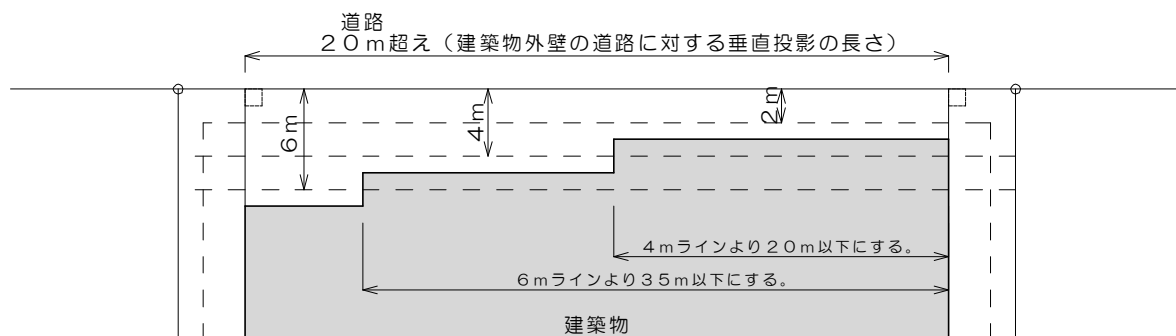 道路
20m超え(建築物外壁の道路に対する垂直投影の長さ)
6m
4m
2m
4mラインより20m以下にする。
6mラインより35m以下にする。
建築物